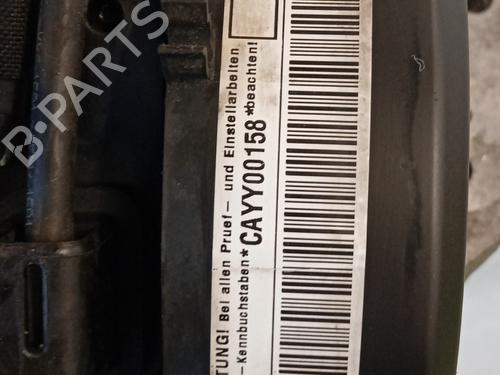 TUNG! Bei allen Pruef- und Einstellarbeiten
-Kennbuchstaben*CAYY00158*beachten!
B-PARTS